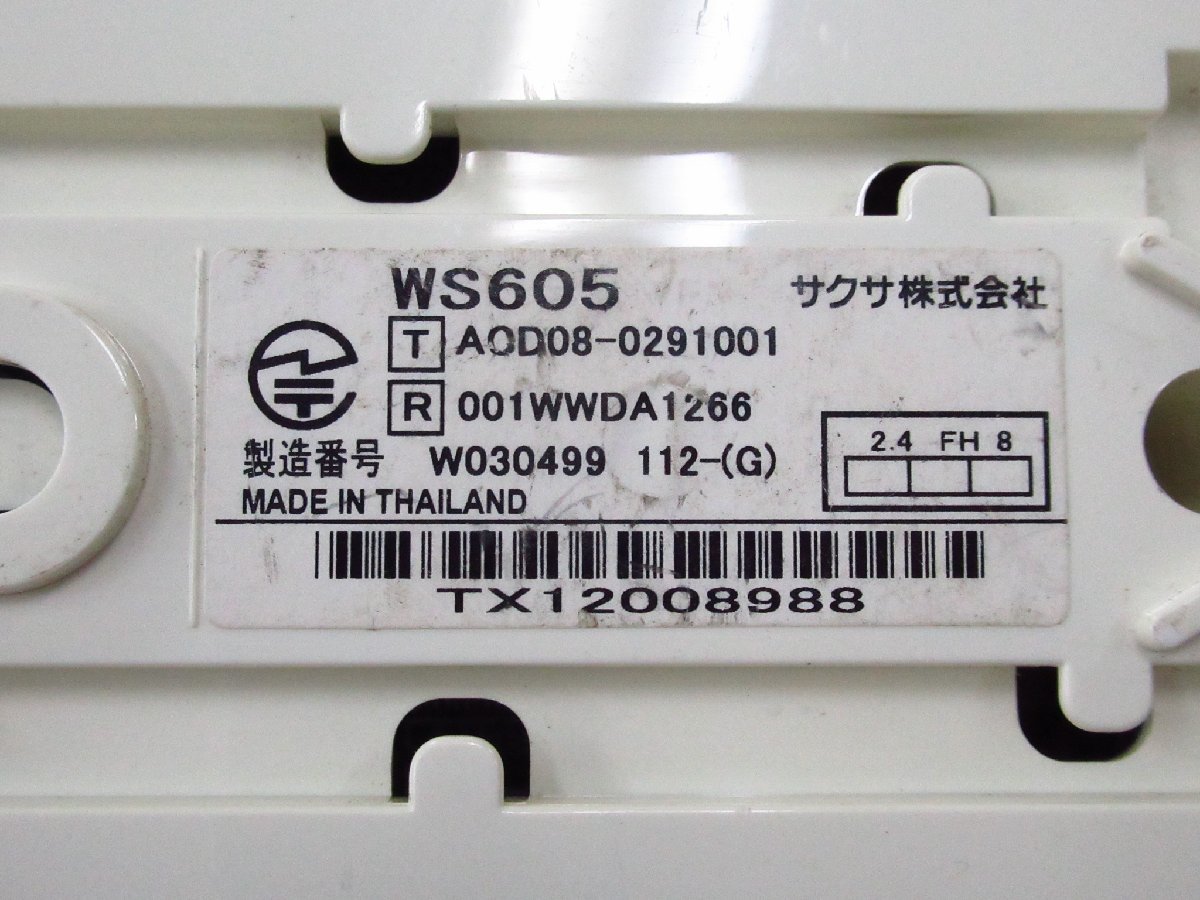 WS605 サクサ株式会社
T ACD08-0291001
R 001WWDA1266
2.4 FH 8
製造番号 W030499 112-(G)
MADE IN THAILAND
TX12008988